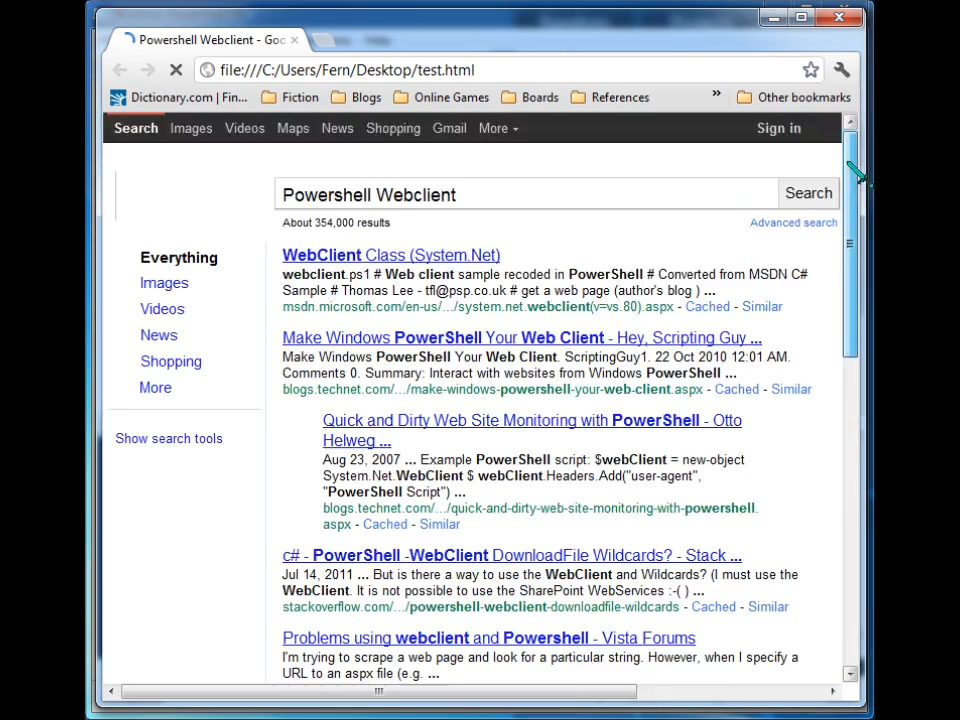 Powershell Webclient - Goo
file:///C:/Users/Fern/Desktop/test.html
Dictionary.com | Fin... Fiction Blogs Online Games Boards References » Other bookmarks
Search Images Videos Maps News Shopping Gmail More Sign in
Powershell Webclient Search
About 354,000 results Advanced search
Everything
Images
Videos
News
Shopping
More
Show search tools
WebClient Class (System.Net)
webclient.ps1 # Web client sample recoded in PowerShell # Converted from MSDN C#
Sample # Thomas Lee - tfl@psp.co.uk # get a web page (author's blog ) ...
msdn.microsoft.com/en-us/.../system.net.webclient(v=vs.80).aspx - Cached - Similar
Make Windows PowerShell Your Web Client - Hey, Scripting Guy ...
Make Windows PowerShell Your Web Client. ScriptingGuy1. 22 Oct 2010 12:01 AM.
Comments 0. Summary: Interact with websites from Windows PowerShell ...
blogs.technet.com/.../make-windows-powershell-your-web-client.aspx - Cached - Similar
Quick and Dirty Web Site Monitoring with PowerShell - Otto
Helweg ...
Aug 23, 2007 ... Example PowerShell script: $webClient = new-object
System.Net.WebClient $ webClient.Headers.Add("user-agent",
"PowerShell Script") ...
blogs.technet.com/.../quick-and-dirty-web-site-monitoring-with-powershell.
aspx - Cached - Similar
c# - PowerShell -WebClient DownloadFile Wildcards? - Stack ...
Jul 14, 2011 ... But is there a way to use the WebClient and Wildcards? (I must use the
WebClient. It is not possible to use the SharePoint WebServices :-( ) ...
stackoverflow.com/.../powershell-webclient-downloadfile-wildcards - Cached - Similar
Problems using webclient and Powershell - Vista Forums
I'm trying to scrape a web page and look for a particular string. However, when I specify a
URL to an aspx file (e.g. ...